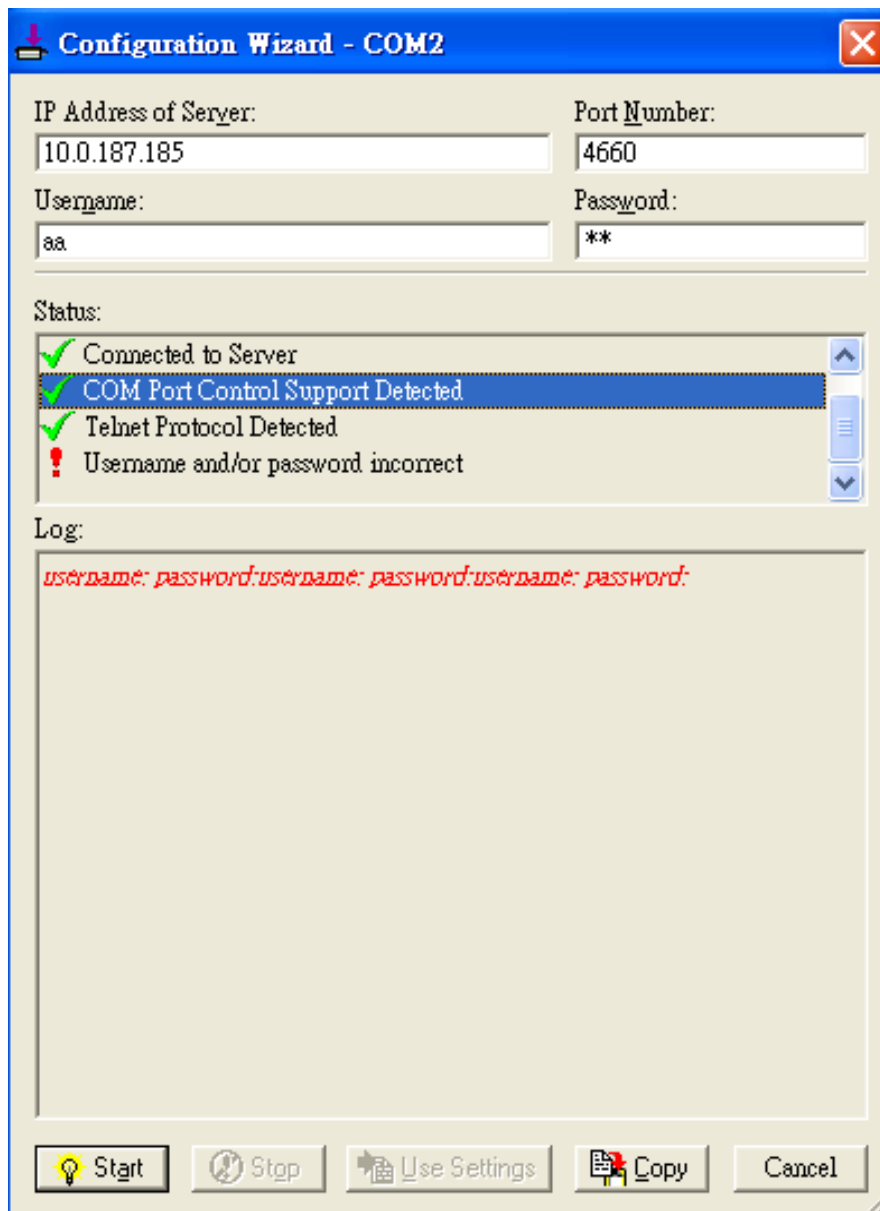 Configuration Wizard - COM2
IP Address of Server: Port Number:
10.0.187.185 4660
Username: Password:
aa **
Status:
Connected to Server
COM Port Control Support Detected
Telnet Protocol Detected
Username and/or password incorrect
Log:
username: password:username: password:username: password:
Start Stop Use Settings Copy Cancel